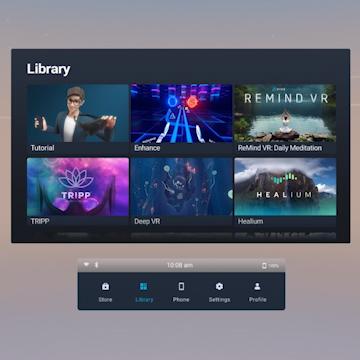 Library
REMIND VR
Tutorial
Enhance
ReMind VR: Daily Meditation
TRIPP
HEALIUM
TRIPP
Deep VR
Healium
10:08 am
100%
Store
Library
Phone
Settings
Profile